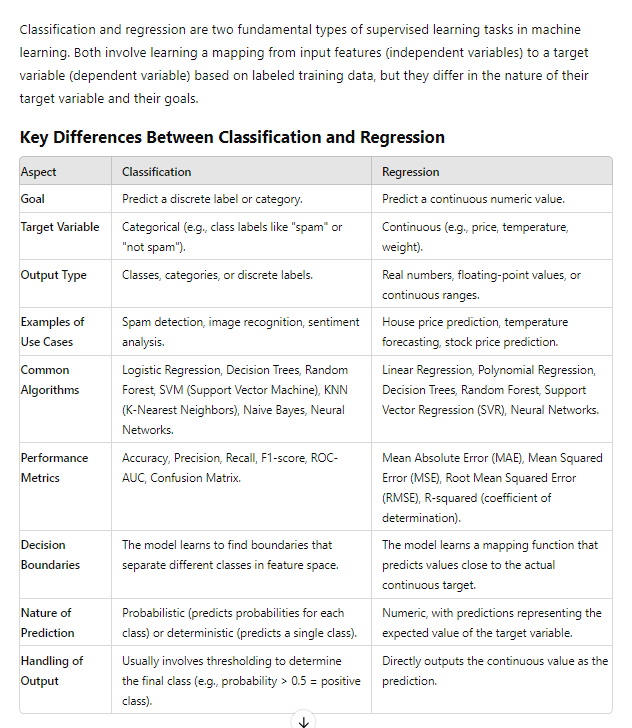 Classification and regression are two fundamental types of supervised learning tasks in machine
learning. Both involve learning a mapping from input features (independent variables) to a target
variable (dependent variable) based on labeled training data, but they differ in the nature of their
target variable and their goals.
Key Differences Between Classification and Regression
Aspect Classification Regression
Goal Predict a discrete label or category. Predict a continuous numeric value.
Target Variable Categorical (e.g., class labels like "spam" or Continuous (e.g., price, temperature,
"not spam"). weight).
Output Type Classes, categories, or discrete labels. Real numbers, floating-point values, or
continuous ranges.
Examples of Spam detection, image recognition, sentiment House price prediction, temperature
Use Cases analysis. forecasting, stock price prediction.
Common Logistic Regression, Decision Trees, Random Linear Regression, Polynomial Regression,
Algorithms Forest, SVM (Support Vector Machine), KNN Decision Trees, Random Forest, Support
(K-Nearest Neighbors), Naive Bayes, Neural Vector Regression (SVR), Neural Networks.
Networks.
Performance Accuracy, Precision, Recall, F1-score, ROC- Mean Absolute Error (MAE), Mean Squared
Metrics AUC, Confusion Matrix. Error (MSE), Root Mean Squared Error
(RMSE), R-squared (coefficient of
determination).
Decision The model learns to find boundaries that The model learns a mapping function that
Boundaries separate different classes in feature space. predicts values close to the actual
continuous target.
Nature of Probabilistic (predicts probabilities for each Numeric, with predictions representing the
Prediction class) or deterministic (predicts a single class). expected value of the target variable.
Handling of Usually involves thresholding to determine Directly outputs the continuous value as the
Output the final class (e.g., probability > 0.5 = positive prediction.
class).